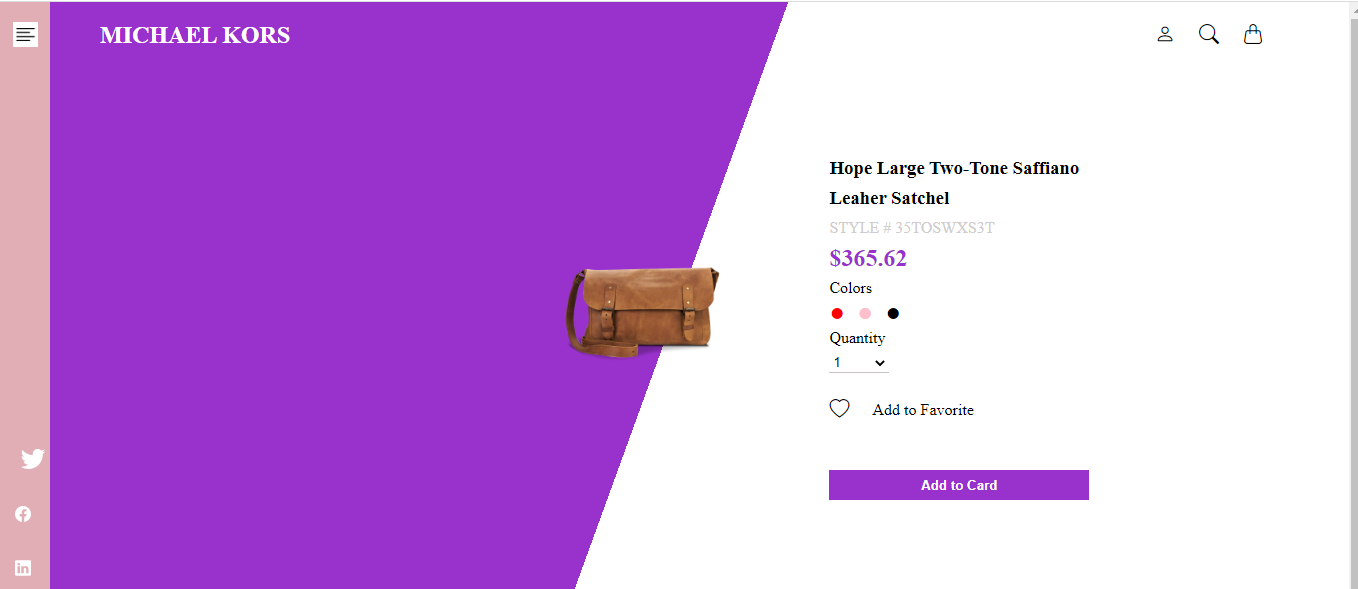 MICHAEL KORS
Hope Large Two-Tone Saffiano
Leaher Satchel
STYLE # 35TOSWXS3T
$365.62
Colors
Quantity
1
Add to Favorite
Add to Card
in